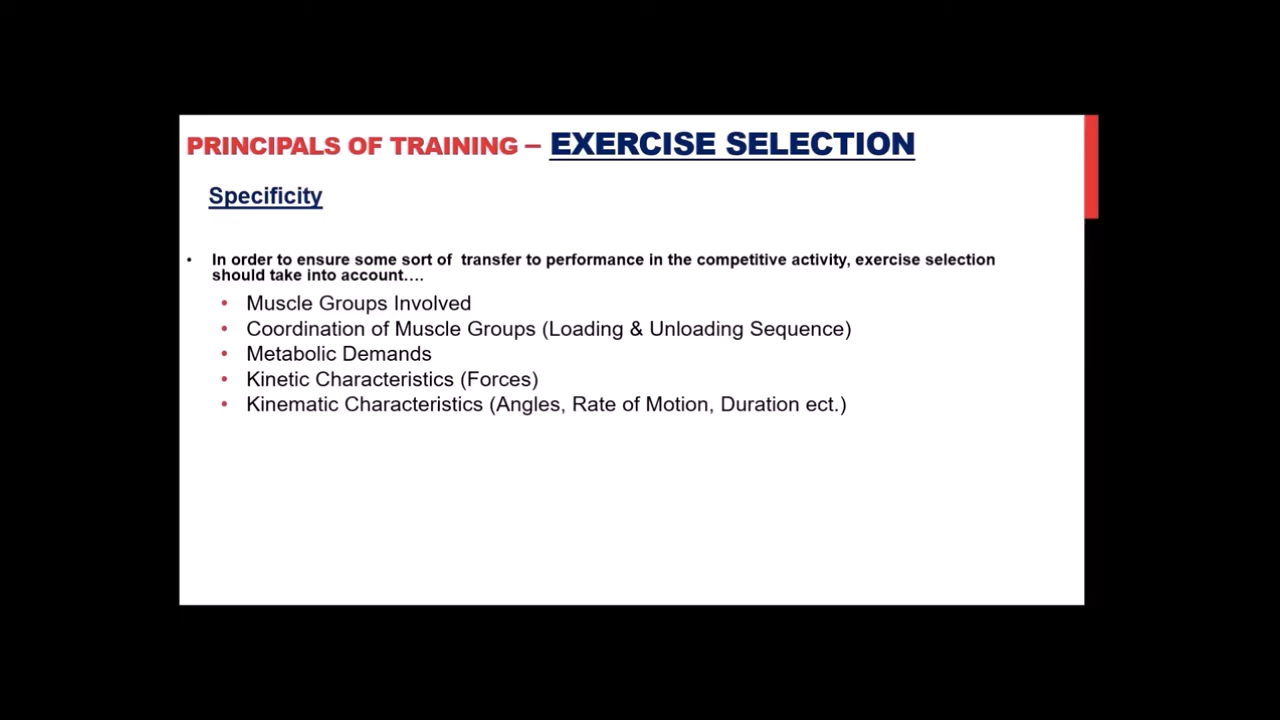 PRINCIPALS OF TRAINING – EXERCISE SELECTION
Specificity
• In order to ensure some sort of transfer to performance in the competitive activity, exercise selection
should take into account….
• Muscle Groups Involved
• Coordination of Muscle Groups (Loading & Unloading Sequence)
• Metabolic Demands
• Kinetic Characteristics (Forces)
• Kinematic Characteristics (Angles, Rate of Motion, Duration ect.)